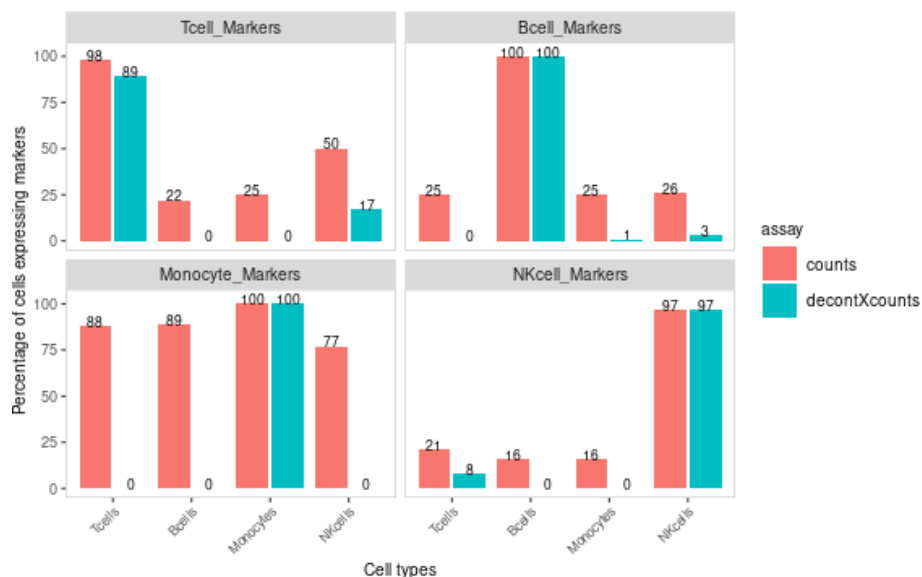 Tcell_Markers
Bcell_Markers
100
98
89
100
100
75
50
50
25
22
25
17
25
25
26
0
0
0
0
1
3
Monocyte_Markers
NKcell_Markers
100
88
89
100
100
77
97
97
75
50
25
21
8
16
16
0
0
0
0
0
0
Tcells
Bcells
Monocytes
NKcells
Tcells
Bcells
Monocytes
NKcells
Cell types
Percentage of cells expressing markers
assay
counts
decontXcounts